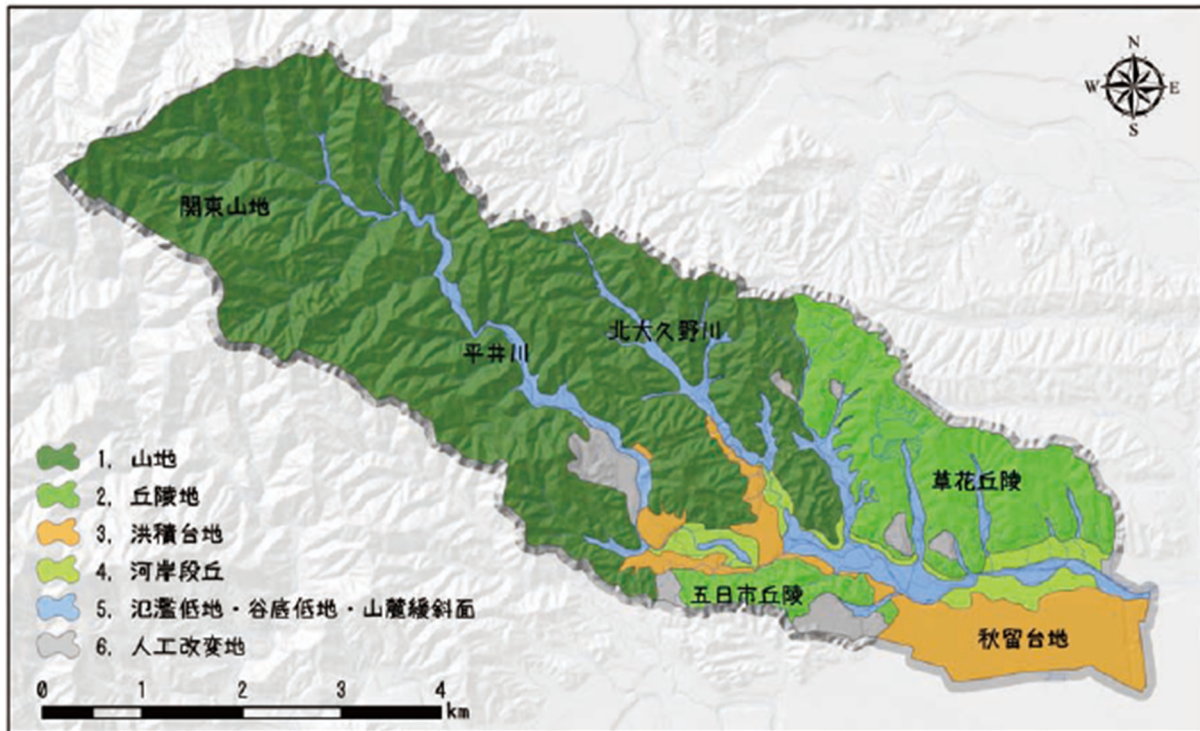 N
W E
S
関東山地
北大久野川
平井川
草花丘陵
五日市丘陵
秋留台地
1. 山地
2. 丘陵地
3. 洪積台地
4. 河岸段丘
5. 氾濫低地・谷底低地・山麓緩斜面
6. 人工改変地
0 1 2 3 4
km